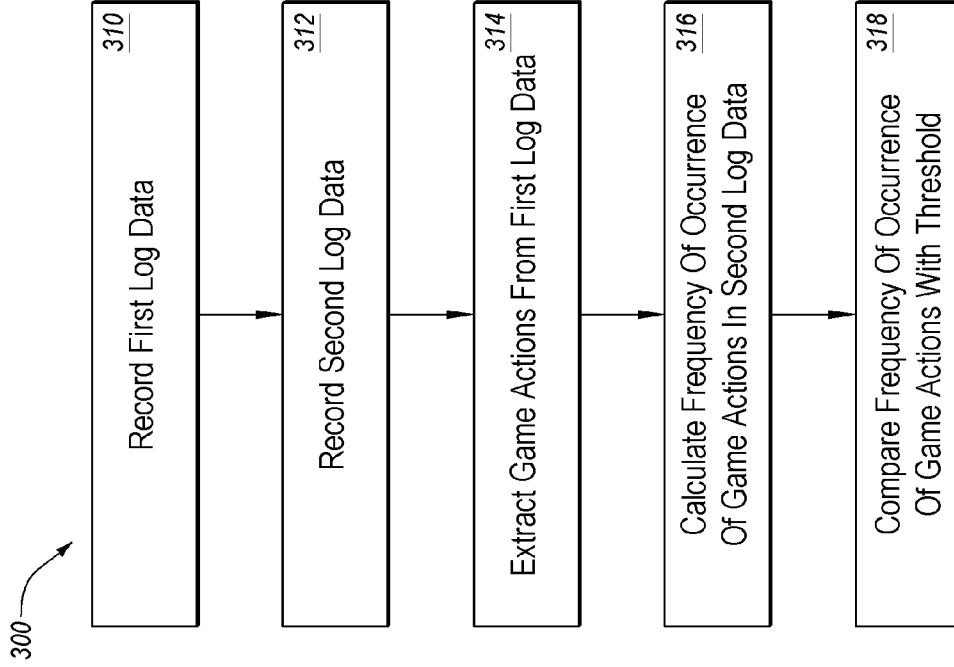 300
310
Record First Log Data
312
Record Second Log Data
314
Extract Game Actions From First Log Data
316
Calculate Frequency Of Occurrence
Of Game Actions In Second Log Data
318
Compare Frequency Of Occurrence
Of Game Actions With Threshold